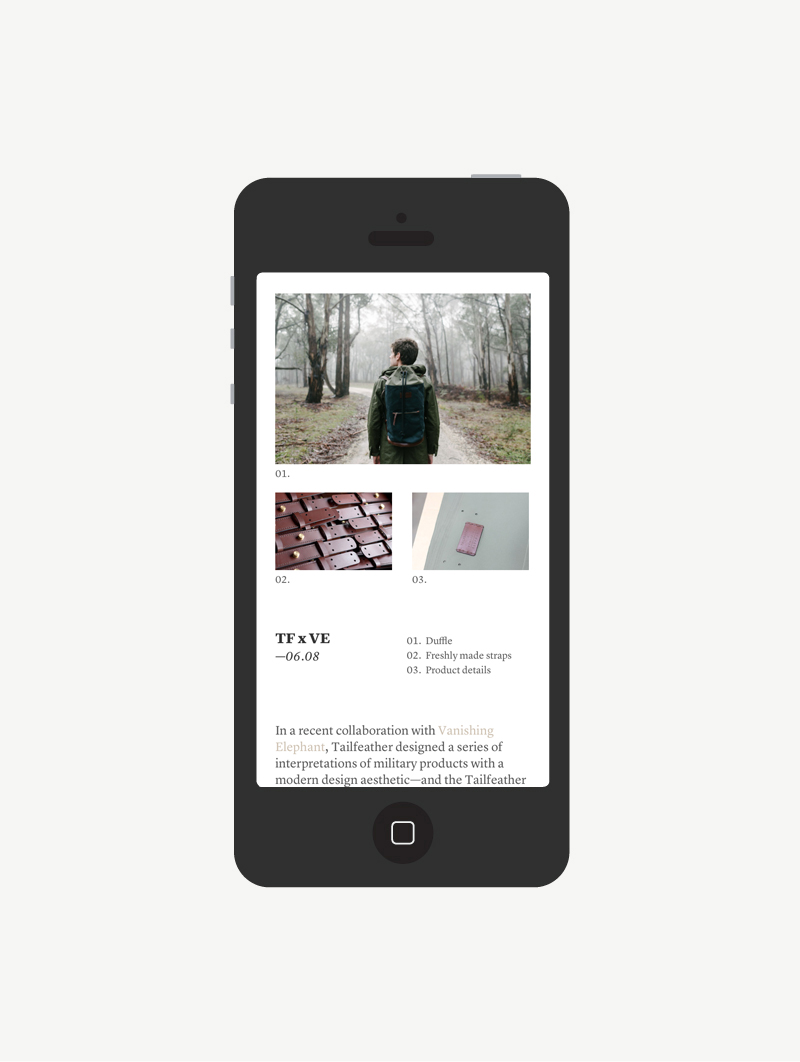 01.
02.
03.
TF x VE
—06.08
01. Duffle
02. Freshly made straps
03. Product details
In a recent collaboration with Vanishing
Elephant, Tailfeather designed a series of
interpretations of military products with a
modern design aesthetic—and the Tailfeather